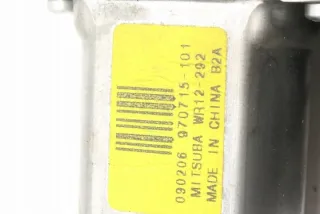 090206 970715-101
MITSUBA WR12-292
MADE IN CHINA B2A